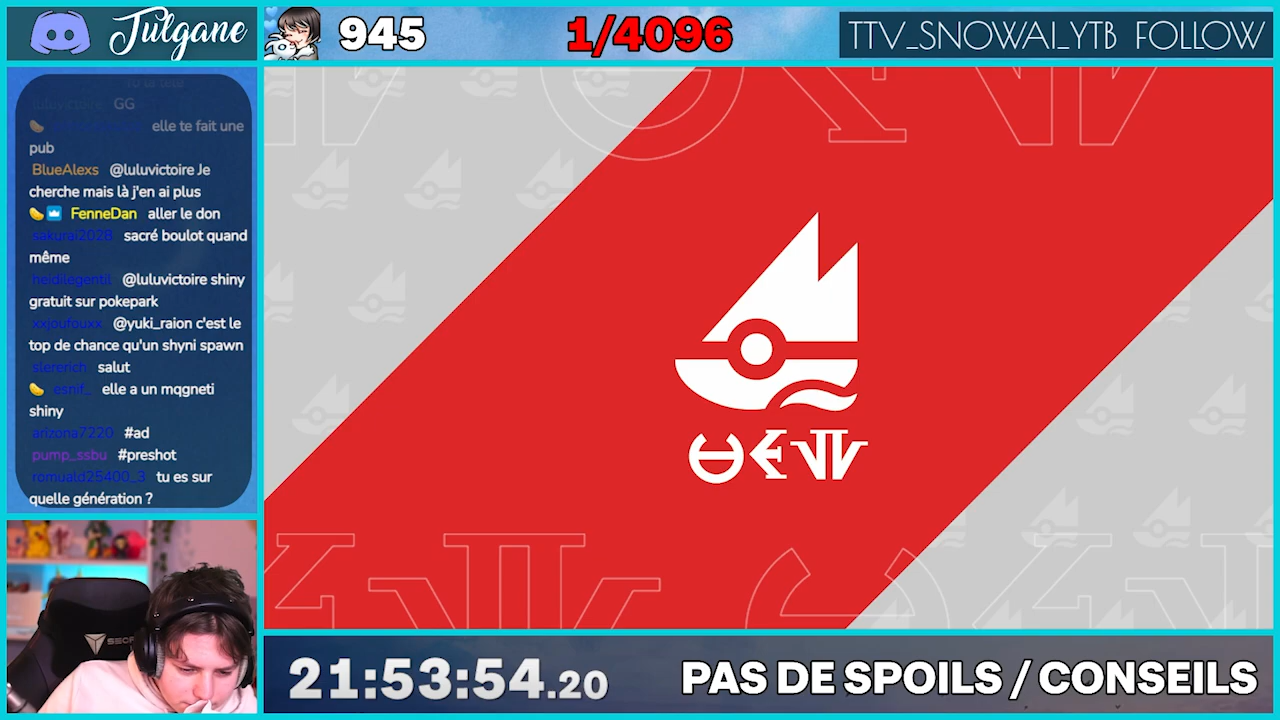 Julgane
945
1/4096
TTV_SNOWAI_YTB FOLLOW
GG
elle te fait une
pub
BlueAlexs @luluvictoire Je
cherche mais là j'en ai plus
FenneDan aller le don
sakurai2028 sacré boulot quand
même
heidilegentil @luluvictoire shiny
gratuit sur pokepark
xxjoufouxx @yuki_raion c'est le
top de chance qu'un shyni spawn
slererich salut
esnif_ elle a un mqgneti
shiny
arizona7220 #ad
pump_ssbu #preshot
romuald25400_3 tu es sur
quelle génération ?
21:53:54.20
PAS DE SPOILS / CONSEILS